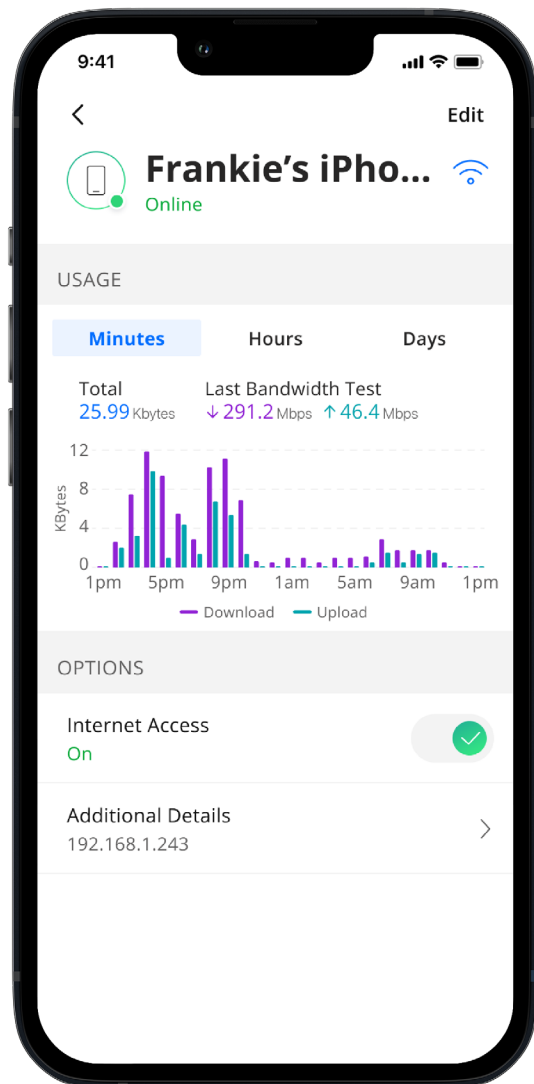 9:41
Edit
Frankie’s iPho...
Online
USAGE
Minutes Hours Days
Total Last Bandwidth Test
25.99 Kbytes ↓ 291.2 Mbps ↑ 46.4 Mbps
12
8
4
0
KBytes
1pm 5pm 9pm 1am 5am 9am 1pm
Download Upload
OPTIONS
Internet Access
On
Additional Details
192.168.1.243